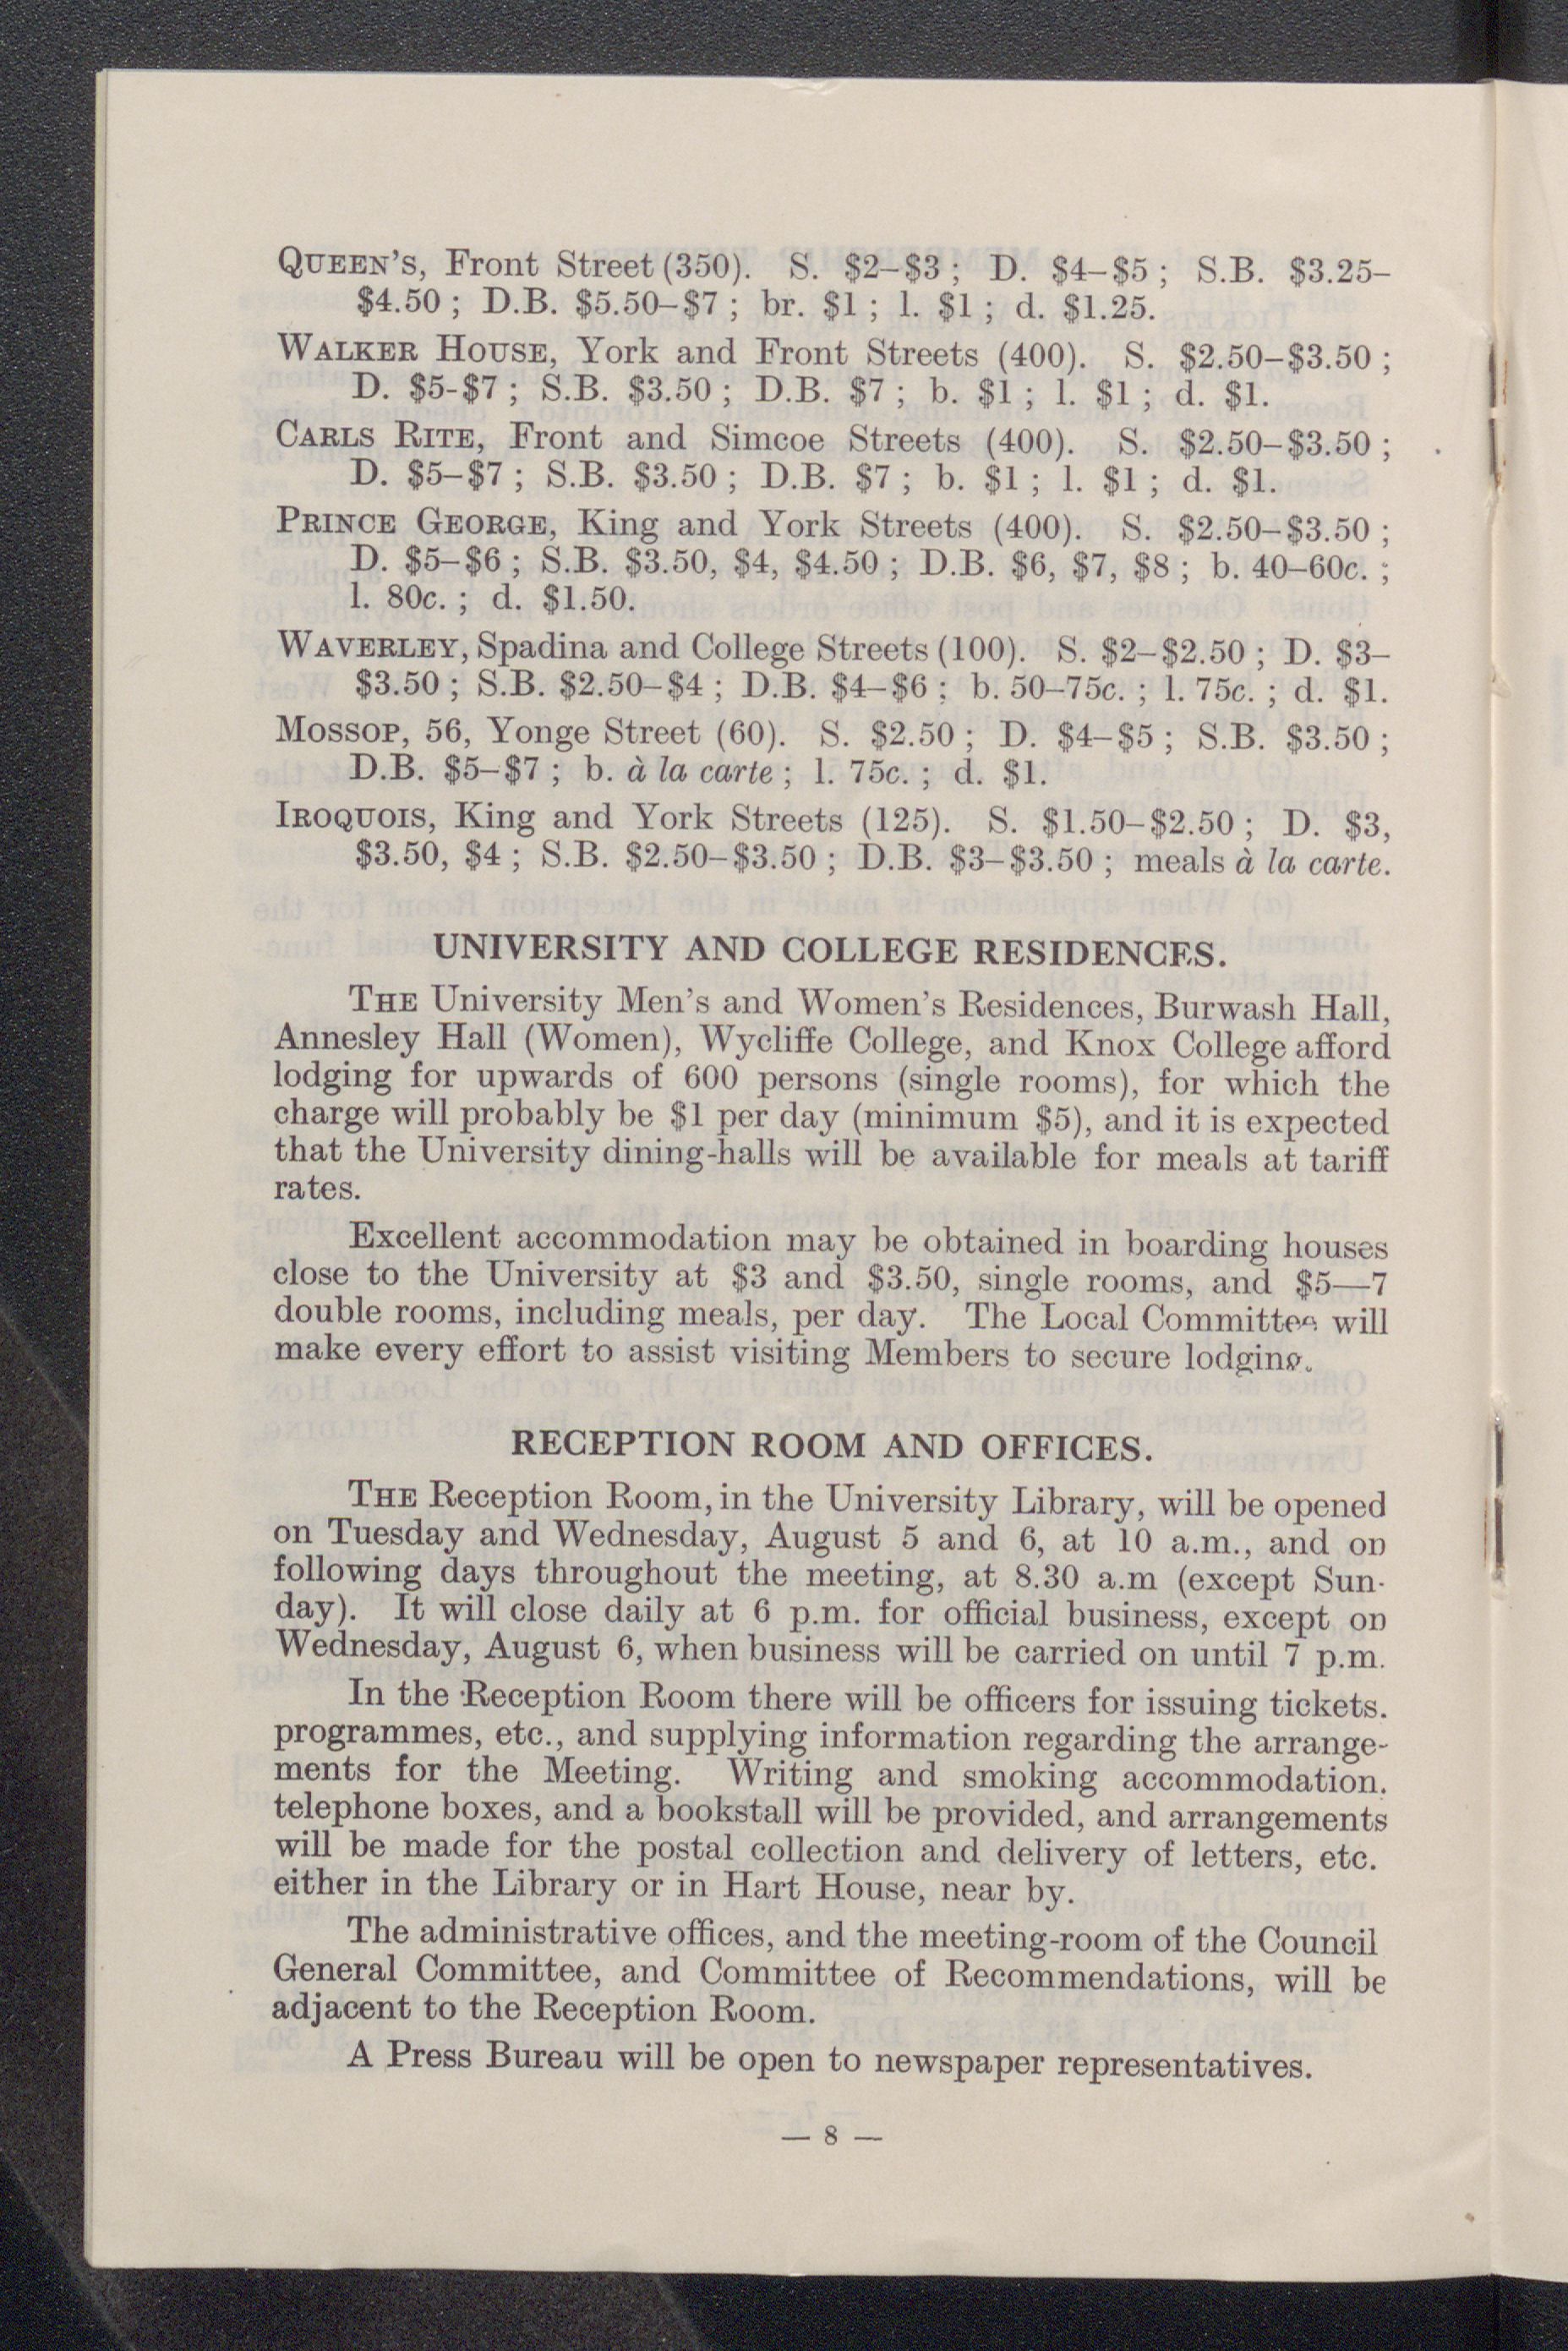 QUEEN'S, Front Street (350). S. $2–$3 ; D. $4–$5 ; S.B. $3.25–
$4.50 ; D.B. $5.50–$7 ; br. $1 ; l. $1 ; d. $1.25.
WALKER HOUSE, York and Front Streets (400). S. $2.50–$3.50 ;
D. $5-$7 ; S.B. $3.50 ; D.B. $7 ; b. $1 ; l. $1 ; d. $1.
CARLS RITE, Front and Simcoe Streets (400). S. $2.50–$3.50 ;
D. $5–$7 ; S.B. $3.50 ; D.B. $7 ; b. $1 ; l. $1 ; d. $1.
PRINCE GEORGE, King and York Streets (400). S. $2.50–$3.50 ;
D. $5–$6 ; S.B. $3.50, $4, $4.50 ; D.B. $6, $7, $8 ; b. 40–60c. ;
l. 80c. ; d. $1.50.
WAVERLEY, Spadina and College Streets (100). S. $2–$2.50 ; D. $3–
$3.50 ; S.B. $2.50–$4 ; D.B. $4–$6 ; b. 50–75c. ; l. 75c. ; d. $1.
MOSSOP, 56, Yonge Street (60). S. $2.50 ; D. $4–$5 ; S.B. $3.50 ;
D.B. $5–$7 ; b. à la carte ; l. 75c. ; d. $1.
IROQUOIS, King and York Streets (125). S. $1.50–$2.50 ; D. $3,
$3.50, $4 ; S.B. $2.50–$3.50 ; D.B. $3–$3.50 ; meals à la carte.
UNIVERSITY AND COLLEGE RESIDENCES.
THE University Men's and Women's Residences, Burwash Hall,
Annesley Hall (Women), Wycliffe College, and Knox College afford
lodging for upwards of 600 persons (single rooms), for which the
charge will probably be $1 per day (minimum $5), and it is expected
that the University dining-halls will be available for meals at tariff
rates.
Excellent accommodation may be obtained in boarding houses
close to the University at $3 and $3.50, single rooms, and $5—7
double rooms, including meals, per day. The Local Committee will
make every effort to assist visiting Members to secure lodging.
RECEPTION ROOM AND OFFICES.
THE Reception Room, in the University Library, will be opened
on Tuesday and Wednesday, August 5 and 6, at 10 a.m., and on
following days throughout the meeting, at 8.30 a.m (except Sun-
day). It will close daily at 6 p.m. for official business, except on
Wednesday, August 6, when business will be carried on until 7 p.m.
In the Reception Room there will be officers for issuing tickets.
programmes, etc., and supplying information regarding the arrange-
ments for the Meeting. Writing and smoking accommodation.
telephone boxes, and a bookstall will be provided, and arrangements
will be made for the postal collection and delivery of letters, etc.
either in the Library or in Hart House, near by.
The administrative offices, and the meeting-room of the Council
General Committee, and Committee of Recommendations, will be
adjacent to the Reception Room.
A Press Bureau will be open to newspaper representatives.
— 8 —